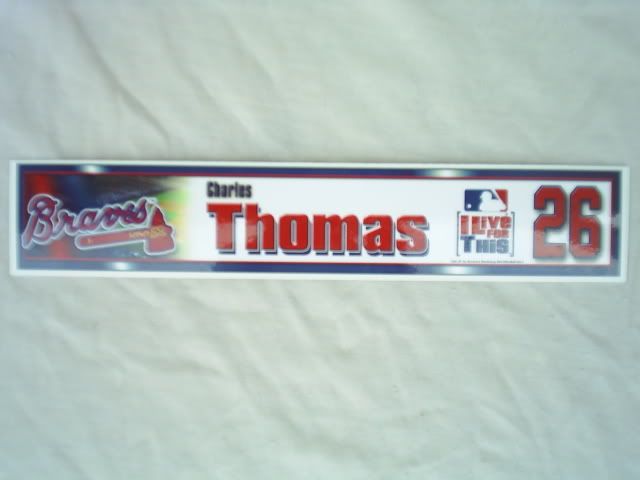 Braves
Charles
Thomas
I Live
FOR
THIS
26